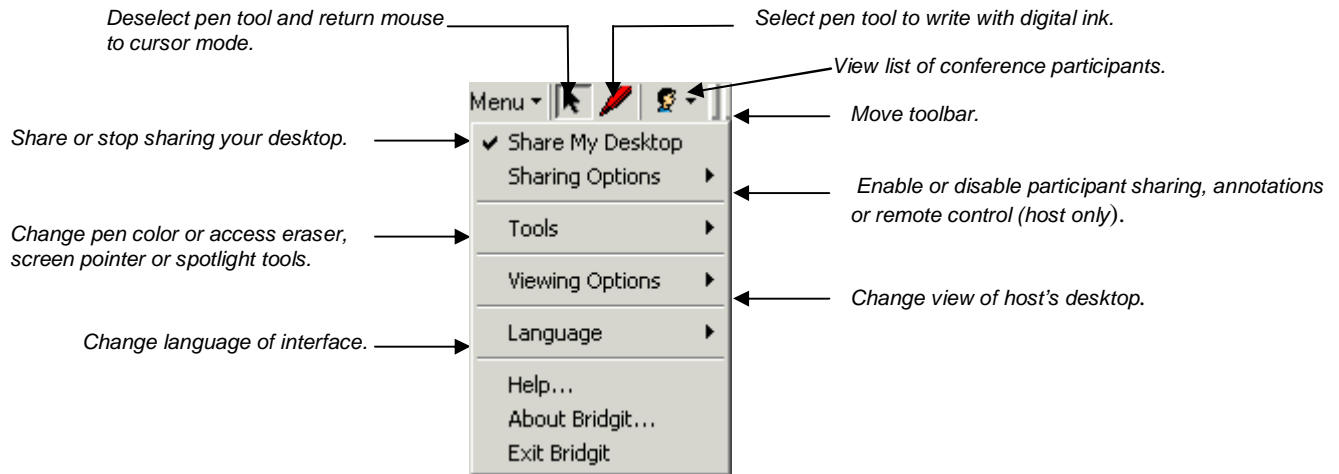 Deselect pen tool and return mouse
to cursor mode.
Select pen tool to write with digital ink.
View list of conference participants.
Menu
Move toolbar.
Share or stop sharing your desktop.
Share My Desktop
Sharing Options
Enable or disable participant sharing, annotations
or remote control (host only).
Change pen color or access eraser,
screen pointer or spotlight tools.
Tools
Viewing Options
Change view of host's desktop.
Change language of interface.
Language
Help...
About Bridgit...
Exit Bridgit